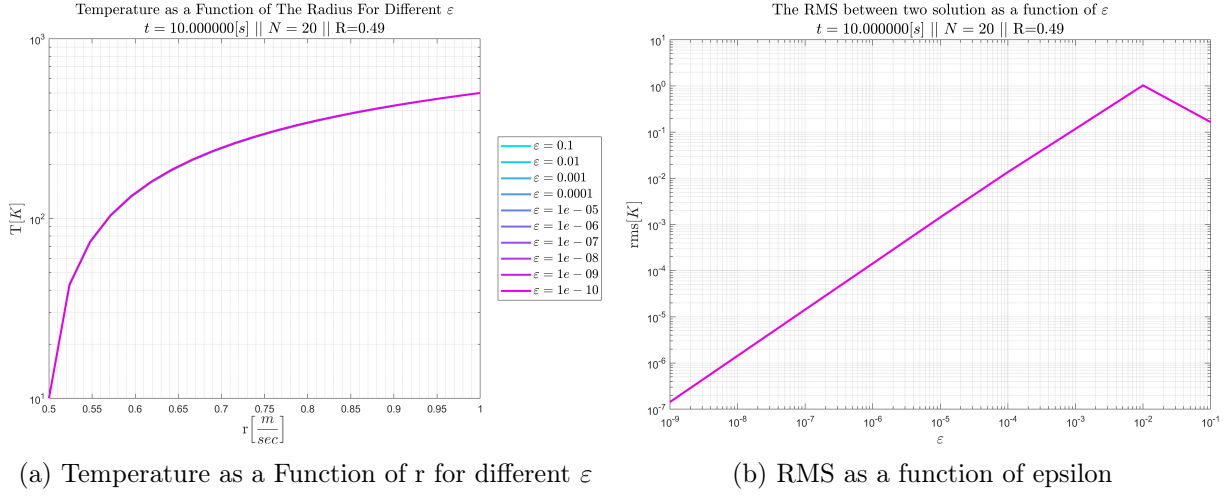 Temperature as a Function of The Radius For Different ε
t = 10.000000[s] || N = 20 || R=0.49
10³
10²
10¹
T[K]
0.5 0.55 0.6 0.65 0.7 0.75 0.8 0.85 0.9 0.95 1
r[m/sec]
ε = 0.1
ε = 0.01
ε = 0.001
ε = 0.0001
ε = 1e − 05
ε = 1e − 06
ε = 1e − 07
ε = 1e − 08
ε = 1e − 09
ε = 1e − 10
(a) Temperature as a Function of r for different ε
The RMS between two solution as a function of ε
t = 10.000000[s] || N = 20 || R=0.49
10¹
10⁰
10⁻¹
10⁻²
10⁻³
10⁻⁴
10⁻⁵
10⁻⁶
10⁻⁷
rms[K]
10⁻⁹ 10⁻⁸ 10⁻⁷ 10⁻⁶ 10⁻⁵ 10⁻⁴ 10⁻³ 10⁻² 10⁻¹
ε
(b) RMS as a function of epsilon